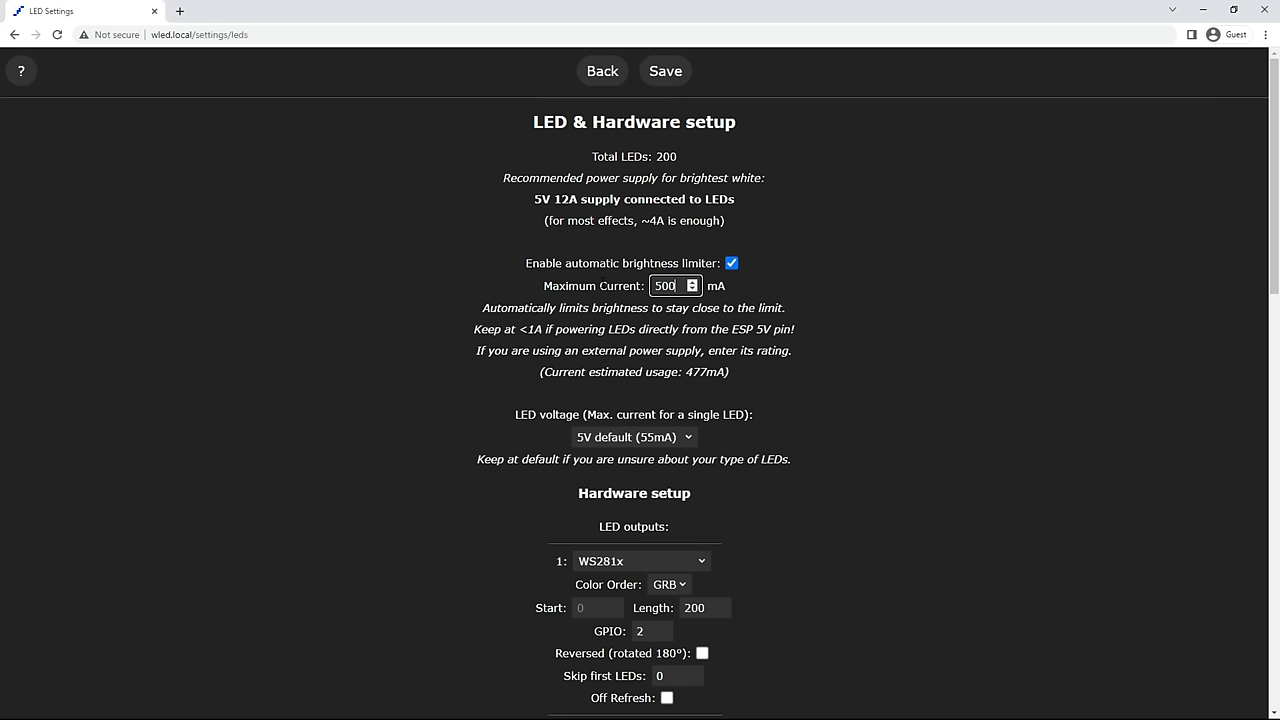 LED Settings
Not secure
wled.local/settings/leds
Guest
?
Back
Save
LED & Hardware setup
Total LEDs: 200
Recommended power supply for brightest white:
5V 12A supply connected to LEDs
(for most effects, ~4A is enough)
Enable automatic brightness limiter:
Maximum Current: 500 mA
Automatically limits brightness to stay close to the limit.
Keep at <1A if powering LEDs directly from the ESP 5V pin!
If you are using an external power supply, enter its rating.
(Current estimated usage: 477mA)
LED voltage (Max. current for a single LED):
5V default (55mA)
Keep at default if you are unsure about your type of LEDs.
Hardware setup
LED outputs:
1: WS281x
Color Order: GRB
Start: 0 Length: 200
GPIO: 2
Reversed (rotated 180°):
Skip first LEDs: 0
Off Refresh: